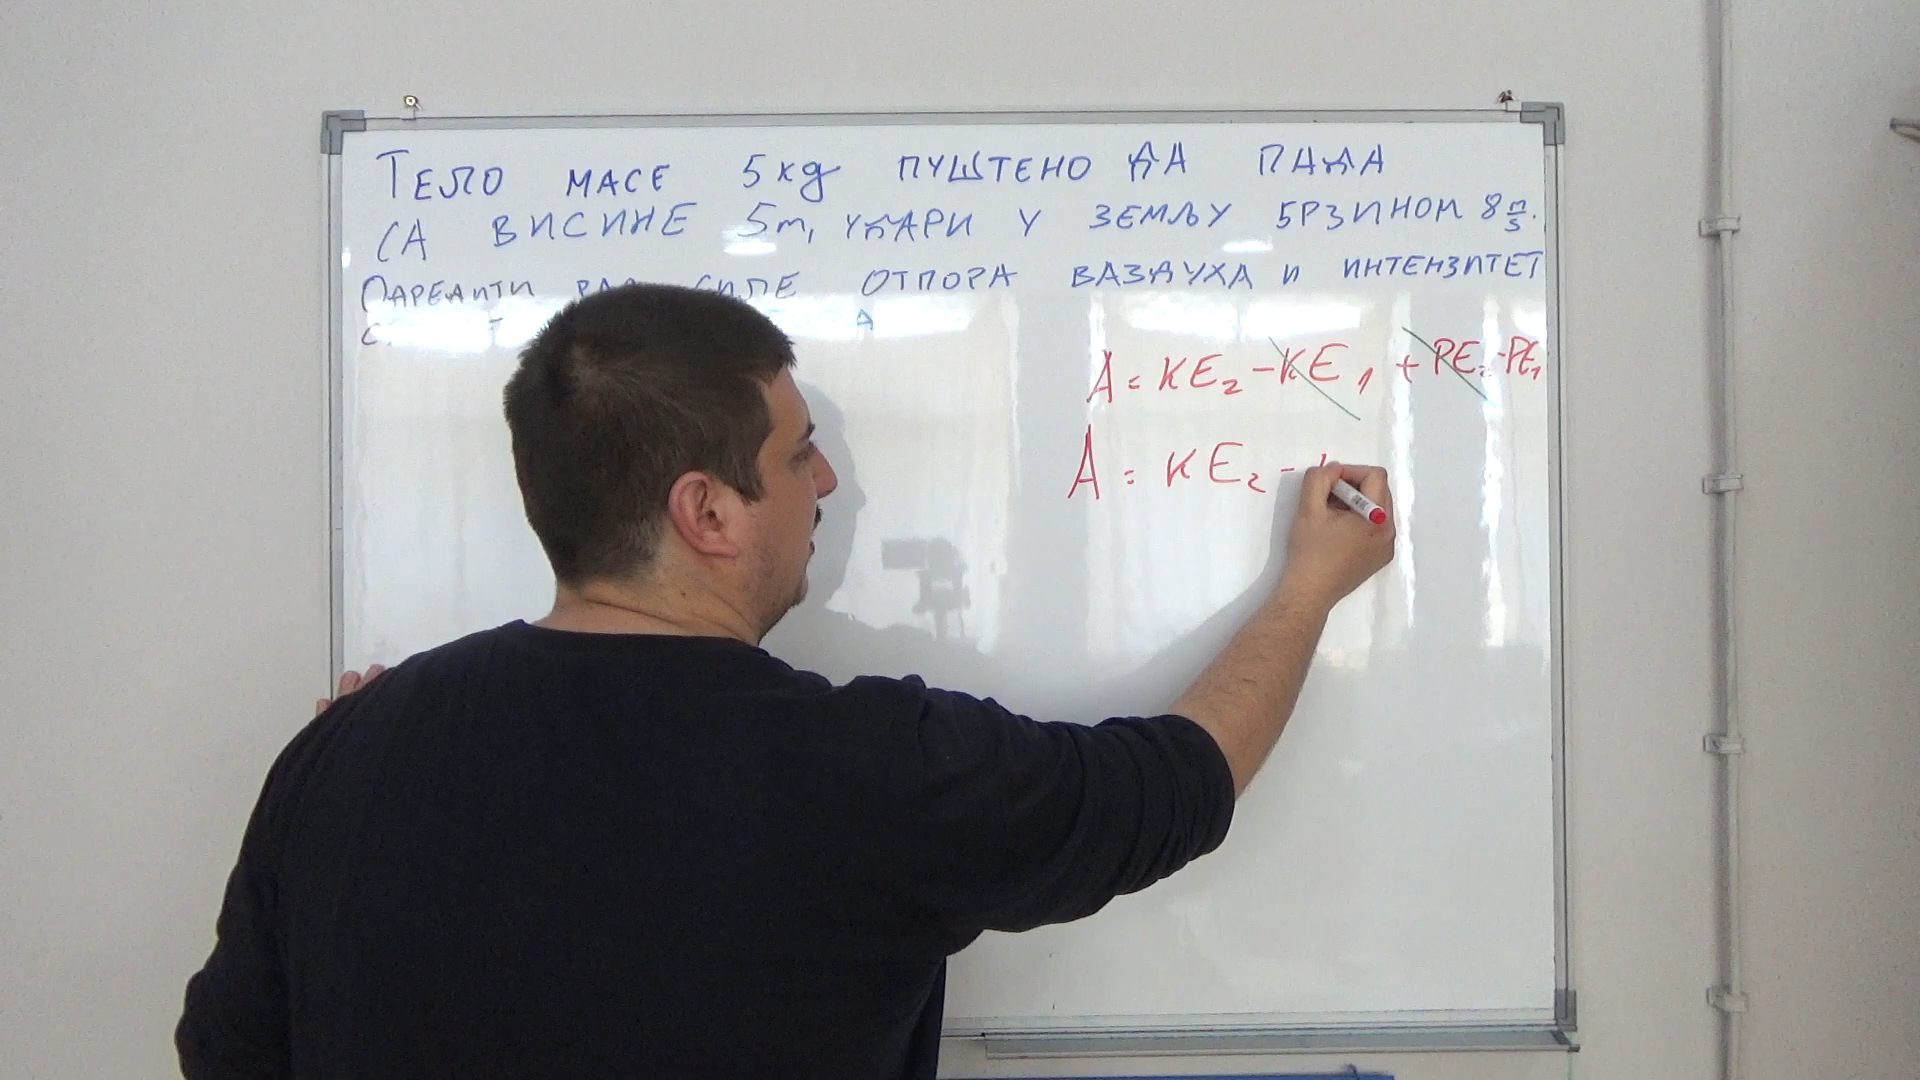 ТЕЛО МАСЕ 5kg ПУШТЕНО ДА ПАДА
СА ВИСИНЕ 5m, УДАРИ У ЗЕМЉУ БРЗИНОМ 8 m/s.
ОДРЕДИТИ СИЛЕ ОТПОРА ВАЗДУХА И ИНТЕНЗИТЕТ
A = KE₂ - KE₁ + PE₂ - PE₁
A = KE₂ -